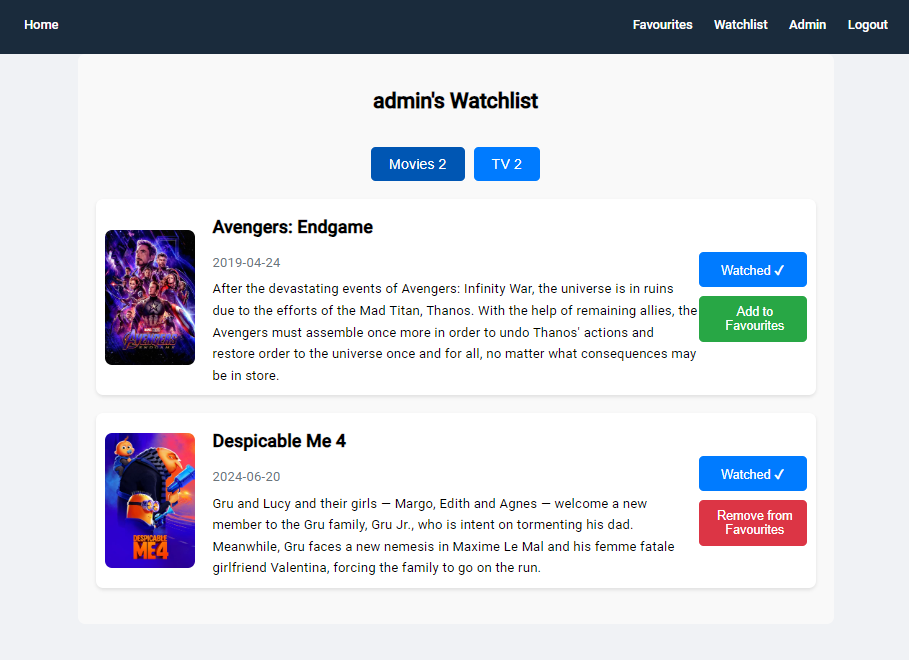 Home Favourites Watchlist Admin Logout
admin's Watchlist
Movies 2 TV 2
Avengers: Endgame
2019-04-24
After the devastating events of Avengers: Infinity War, the universe is in ruins
due to the efforts of the Mad Titan, Thanos. With the help of remaining allies, the
Avengers must assemble once more in order to undo Thanos' actions and
restore order to the universe once and for all, no matter what consequences may
be in store.
Watched ✓
Add to
Favourites
AVENGERS
ENDGAME
Despicable Me 4
2024-06-20
Gru and Lucy and their girls — Margo, Edith and Agnes — welcome a new
member to the Gru family, Gru Jr., who is intent on tormenting his dad.
Meanwhile, Gru faces a new nemesis in Maxime Le Mal and his femme fatale
girlfriend Valentina, forcing the family to go on the run.
Watched ✓
Remove from
Favourites
DESPICABLE
ME4